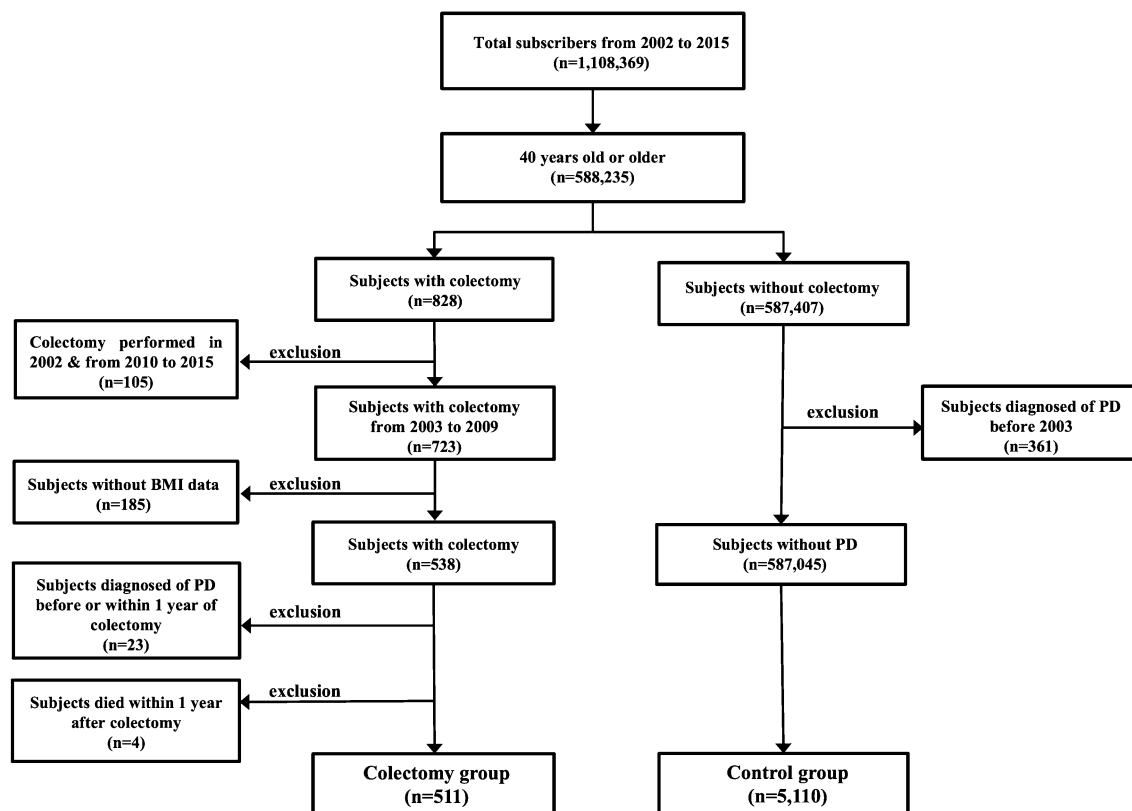 Total subscribers from 2002 to 2015
(n=1,108,369)
40 years old or older
(n=588,235)
Subjects with colectomy
(n=828)
Subjects without colectomy
(n=587,407)
Colectomy performed in
2002 & from 2010 to 2015
(n=105)
exclusion
Subjects with colectomy
from 2003 to 2009
(n=723)
exclusion
Subjects diagnosed of PD
before 2003
(n=361)
Subjects without BMI data
(n=185)
exclusion
Subjects with colectomy
(n=538)
Subjects without PD
(n=587,045)
Subjects diagnosed of PD
before or within 1 year of
colectomy
(n=23)
exclusion
Subjects died within 1 year
after colectomy
(n=4)
exclusion
Colectomy group
(n=511)
Control group
(n=5,110)